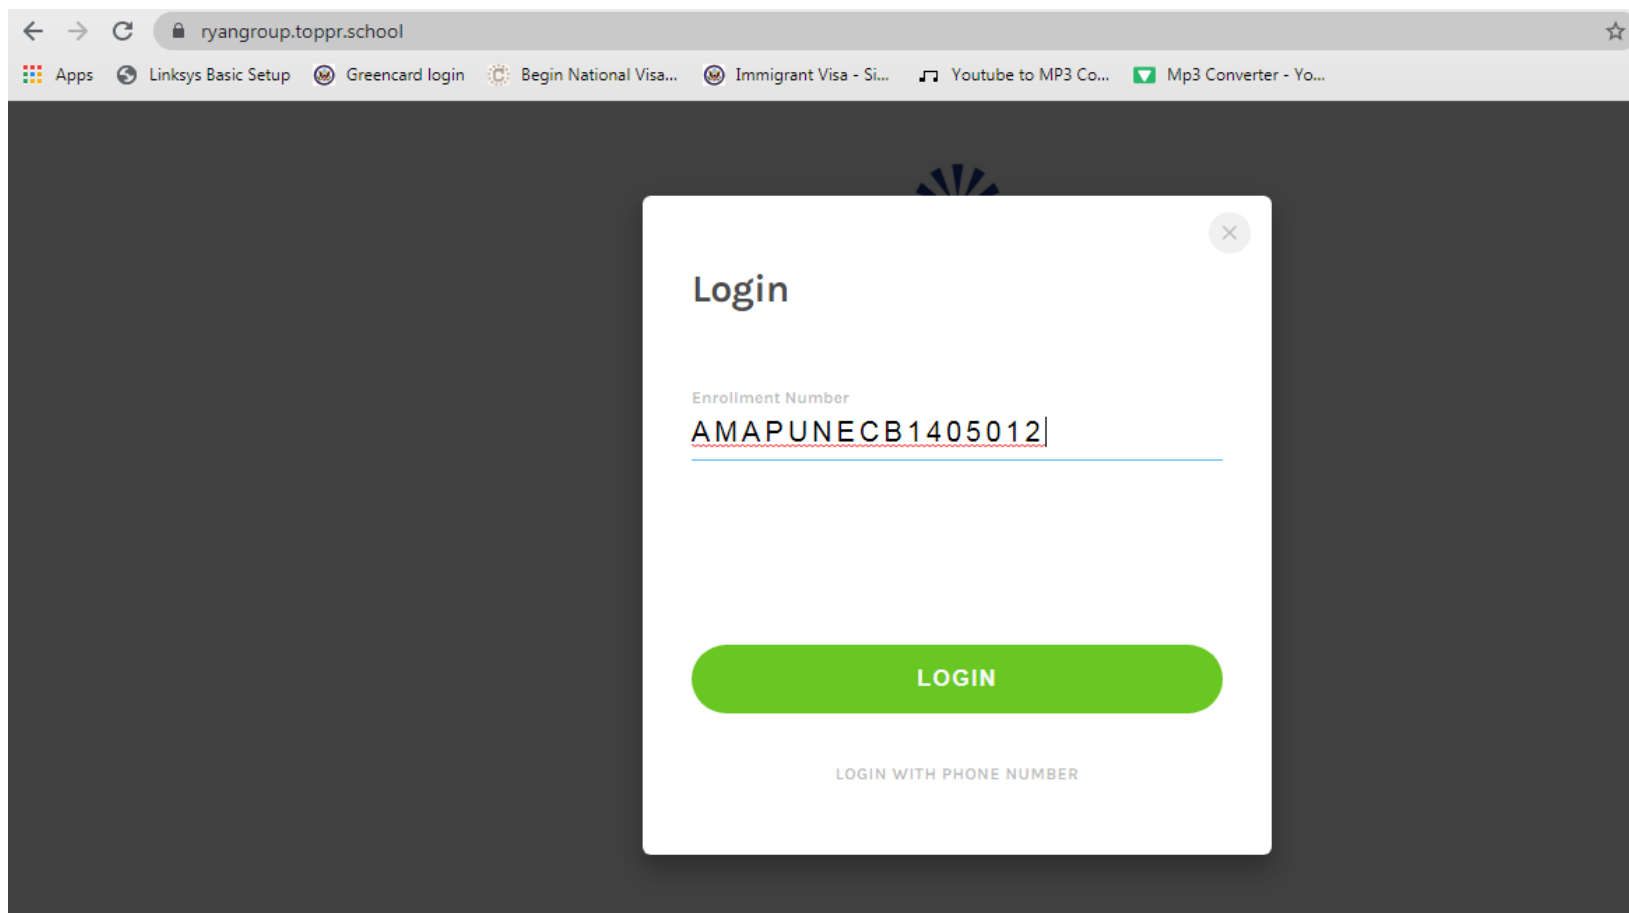 ryangroup.toppr.school
Apps Linksys Basic Setup Greencard login Begin National Visa... Immigrant Visa - Si... Youtube to MP3 Co... Mp3 Converter - Yo...
Login
Enrollment Number
AMAPUNECB1405012
LOGIN
LOGIN WITH PHONE NUMBER